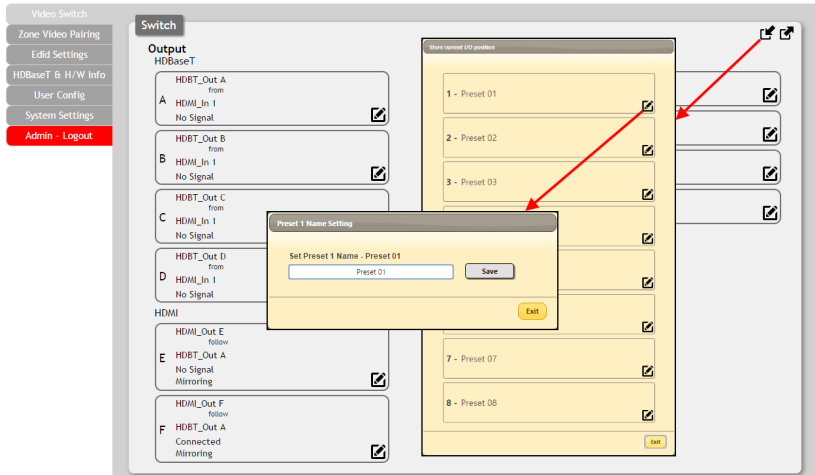 Video Switch
Zone Video Pairing
Edid Settings
HDBaseT & H/W Info
User Config
System Settings
Admin - Logout
Switch
Output
HDBaseT
HDBT_Out A
from
A
HDMI_In 1
No Signal
HDBT_Out B
from
B
HDMI_In 1
No Signal
HDBT_Out C
from
C
HDMI_In 1
No Signal
HDBT_Out D
from
D
HDMI_In 1
No Signal
HDMI
HDMI_Out E
follow
E
HDBT_Out A
No Signal
Mirroring
HDMI_Out F
follow
F
HDBT_Out A
Connected
Mirroring
Store current I/O position
1 - Preset 01
2 - Preset 02
3 - Preset 03
7 - Preset 07
8 - Preset 08
Exit
Preset 1 Name Setting
Set Preset 1 Name - Preset 01
Preset 01
Save
Exit